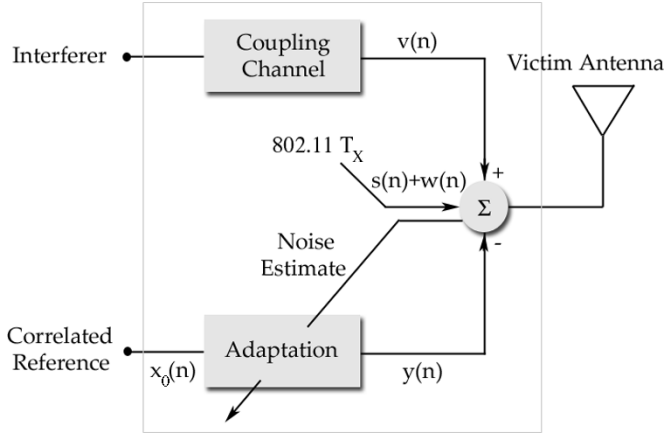 Interferer
Coupling
Channel
v(n)
Victim Antenna
802.11 TX
s(n)+w(n)
+
Σ
-
Noise
Estimate
Correlated
Reference
x0(n)
Adaptation
y(n)